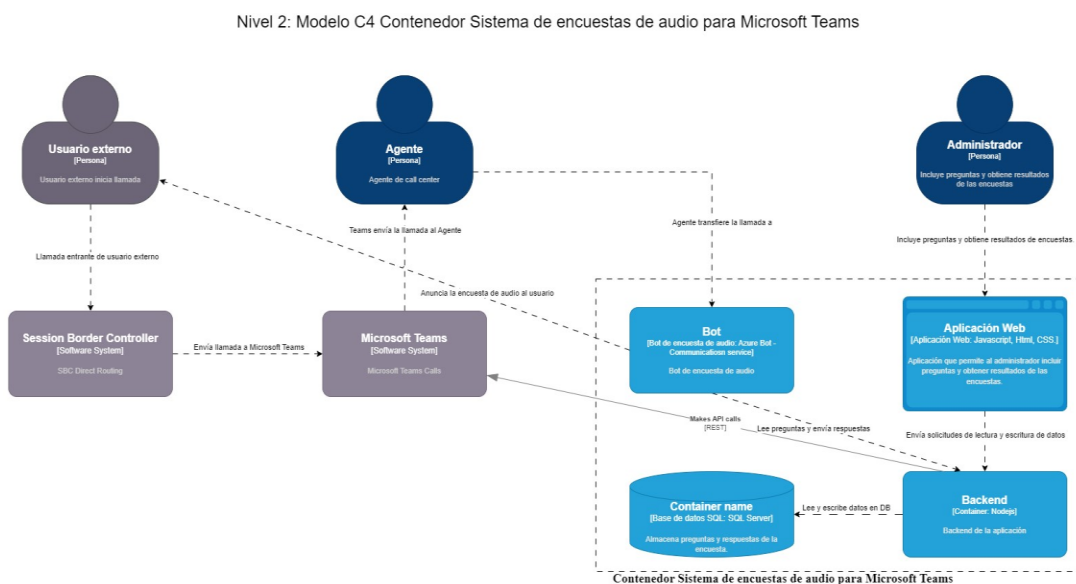 Nivel 2: Modelo C4 Contenedor Sistema de encuestas de audio para Microsoft Teams
Usuario externo
[Persona]
Usuario externo inicia llamada
Agente
[Persona]
Agente de call center
Administrador
[Persona]
Incluye preguntas y obtiene resultados
de las encuestas
Teams envía la llamada al Agente
Agente transfiere la llamada a
Incluye preguntas y obtiene resultados de encuestas.
Llamada entrante de usuario externo
Anuncia la encuesta de audio al usuario
Session Border Controller
[Software System]
SBC Direct Routing
Envía llamada a Microsoft Teams
Microsoft Teams
[Software System]
Microsoft Teams Calls
Bot
[Bot de encuesta de audio: Azure Bot -
Communicatiosn service]
Bot de encuesta de audio
Aplicación Web
[Aplicación Web: Javascript, Html, CSS.]
Aplicacion que permite al administrador incluir
preguntas y obtener resultados de las
encuestas.
Makes API calls
[REST]
Lee preguntas y envía respuestas
Envía solicitudes de lectura y escritura de datos
Container name
[Base de datos SQL: SQL Server]
Almacena preguntas y respuestas de la
encuesta.
Lee y escribe datos en DB
Backend
[Container: Nodejs]
Backend de la aplicación
Contenedor Sistema de encuestas de audio para Microsoft Teams